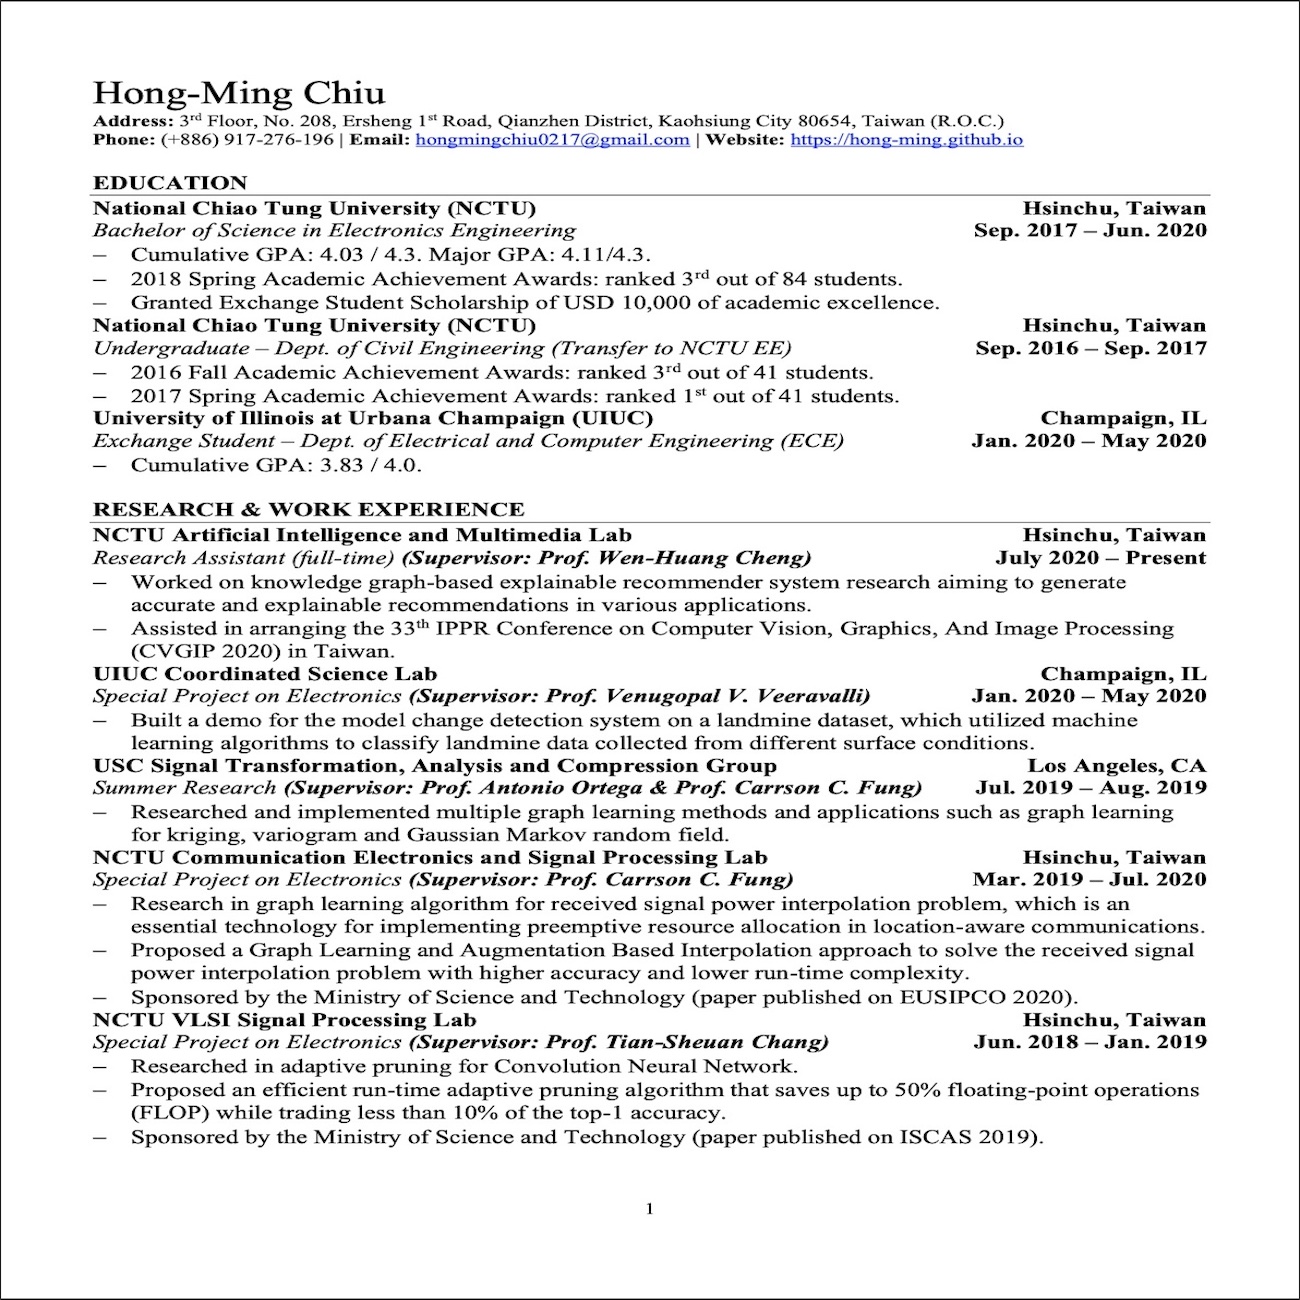 Hong-Ming Chiu
Address: 3rd Floor, No. 208, Ersheng 1st Road, Qianzhen District, Kaohsiung City 80654, Taiwan (R.O.C.)
Phone: (+886) 917-276-196 | Email: hongmingchiu0217@gmail.com | Website: https://hong-ming.github.io
EDUCATION
National Chiao Tung University (NCTU) Hsinchu, Taiwan
Bachelor of Science in Electronics Engineering Sep. 2017 – Jun. 2020
– Cumulative GPA: 4.03 / 4.3. Major GPA: 4.11/4.3.
– 2018 Spring Academic Achievement Awards: ranked 3rd out of 84 students.
– Granted Exchange Student Scholarship of USD 10,000 of academic excellence.
National Chiao Tung University (NCTU) Hsinchu, Taiwan
Undergraduate – Dept. of Civil Engineering (Transfer to NCTU EE) Sep. 2016 – Sep. 2017
– 2016 Fall Academic Achievement Awards: ranked 3rd out of 41 students.
– 2017 Spring Academic Achievement Awards: ranked 1st out of 41 students.
University of Illinois at Urbana Champaign (UIUC) Champaign, IL
Exchange Student – Dept. of Electrical and Computer Engineering (ECE) Jan. 2020 – May 2020
– Cumulative GPA: 3.83 / 4.0.
RESEARCH & WORK EXPERIENCE
NCTU Artificial Intelligence and Multimedia Lab Hsinchu, Taiwan
Research Assistant (full-time) (Supervisor: Prof. Wen-Huang Cheng) July 2020 – Present
– Worked on knowledge graph-based explainable recommender system research aiming to generate
accurate and explainable recommendations in various applications.
– Assisted in arranging the 33th IPPR Conference on Computer Vision, Graphics, And Image Processing
(CVGIP 2020) in Taiwan.
UIUC Coordinated Science Lab Champaign, IL
Special Project on Electronics (Supervisor: Prof. Venugopal V. Veeravalli) Jan. 2020 – May 2020
– Built a demo for the model change detection system on a landmine dataset, which utilized machine
learning algorithms to classify landmine data collected from different surface conditions.
USC Signal Transformation, Analysis and Compression Group Los Angeles, CA
Summer Research (Supervisor: Prof. Antonio Ortega & Prof. Carrson C. Fung) Jul. 2019 – Aug. 2019
– Researched and implemented multiple graph learning methods and applications such as graph learning
for kriging, variogram and Gaussian Markov random field.
NCTU Communication Electronics and Signal Processing Lab Hsinchu, Taiwan
Special Project on Electronics (Supervisor: Prof. Carrson C. Fung) Mar. 2019 – Jul. 2020
– Research in graph learning algorithm for received signal power interpolation problem, which is an
essential technology for implementing preemptive resource allocation in location-aware communications.
– Proposed a Graph Learning and Augmentation Based Interpolation approach to solve the received signal
power interpolation problem with higher accuracy and lower run-time complexity.
– Sponsored by the Ministry of Science and Technology (paper published on EUSIPCO 2020).
NCTU VLSI Signal Processing Lab Hsinchu, Taiwan
Special Project on Electronics (Supervisor: Prof. Tian-Sheuan Chang) Jun. 2018 – Jan. 2019
– Researched in adaptive pruning for Convolution Neural Network.
– Proposed an efficient run-time adaptive pruning algorithm that saves up to 50% floating-point operations
(FLOP) while trading less than 10% of the top-1 accuracy.
– Sponsored by the Ministry of Science and Technology (paper published on ISCAS 2019).
1